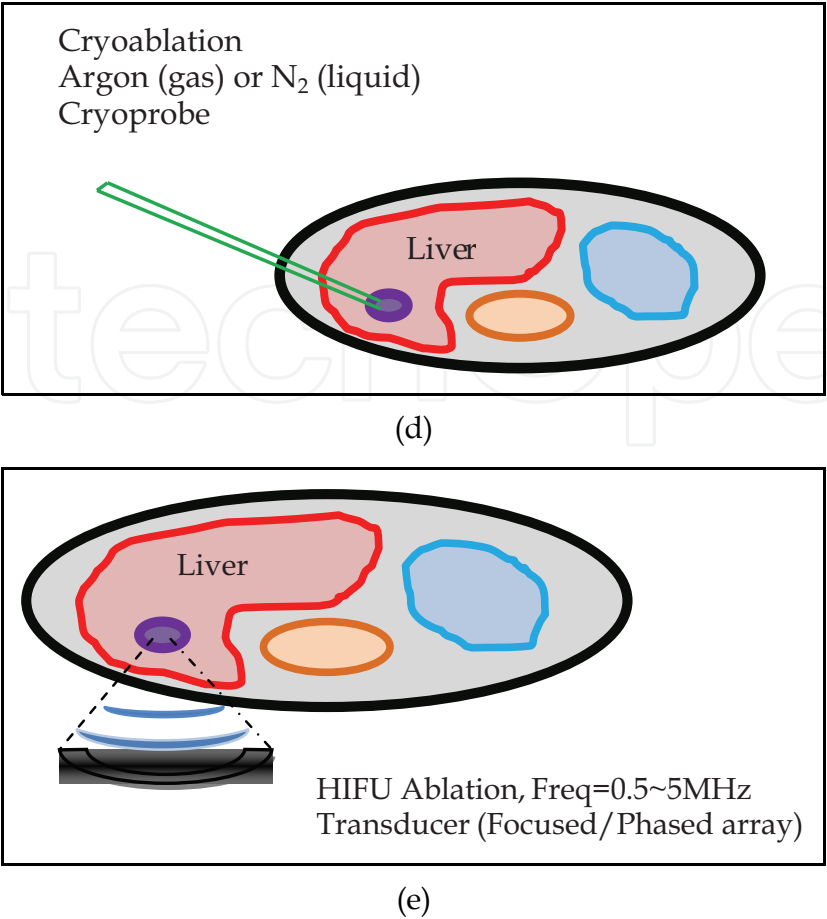 Cryoablation
Argon (gas) or N₂ (liquid)
Cryoprobe
Liver
(d)
Liver
HIFU Ablation, Freq=0.5~5MHz
Transducer (Focused/Phased array)
(e)